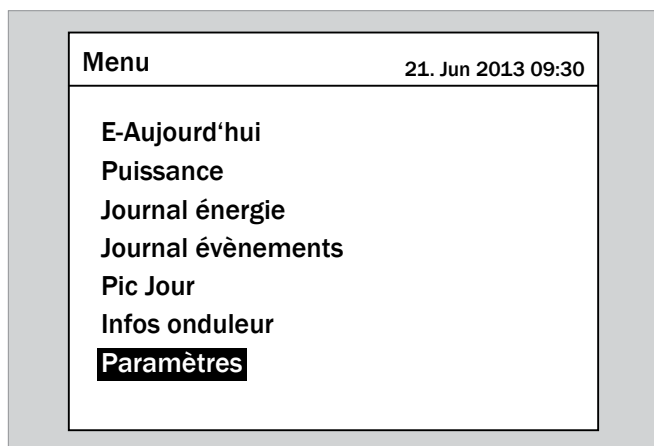 Menu
21. Jun 2013 09:30
E-Aujourd‘hui
Puissance
Journal énergie
Journal évènements
Pic Jour
Infos onduleur
Paramètres